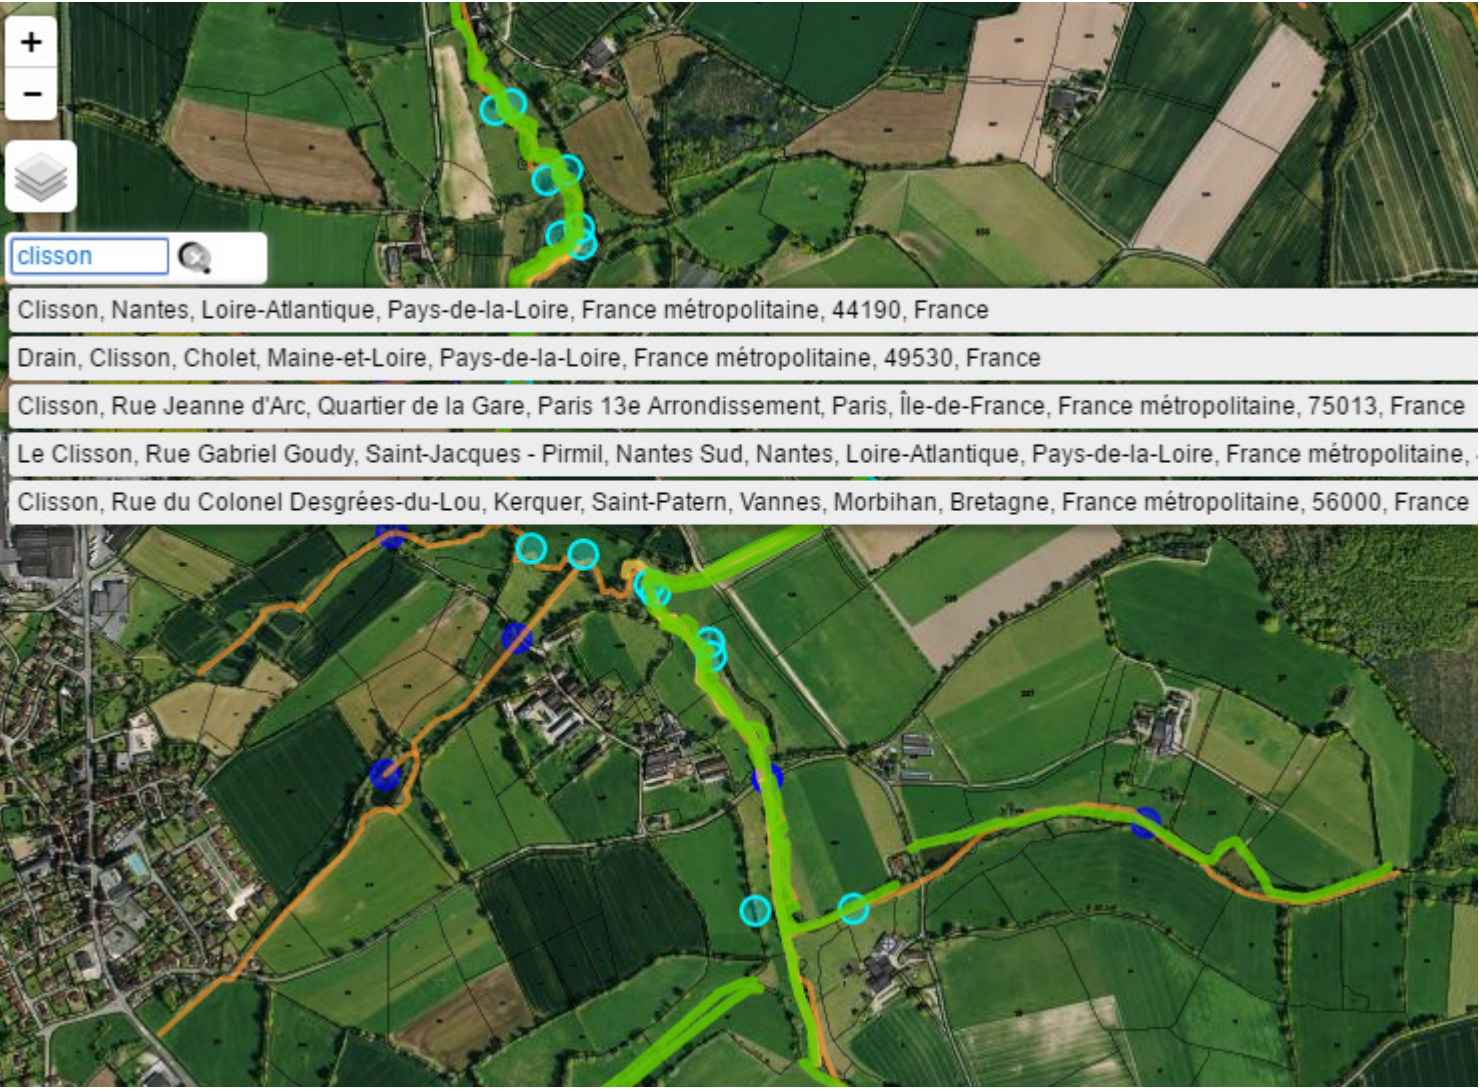 +
−
clisson
Clisson, Nantes, Loire-Atlantique, Pays-de-la-Loire, France métropolitaine, 44190, France
Drain, Clisson, Cholet, Maine-et-Loire, Pays-de-la-Loire, France métropolitaine, 49530, France
Clisson, Rue Jeanne d'Arc, Quartier de la Gare, Paris 13e Arrondissement, Paris, Île-de-France, France métropolitaine, 75013, France
Le Clisson, Rue Gabriel Goudy, Saint-Jacques - Pirmil, Nantes Sud, Nantes, Loire-Atlantique, Pays-de-la-Loire, France métropolitaine,
Clisson, Rue du Colonel Desgrées-du-Lou, Kerquer, Saint-Patern, Vannes, Morbihan, Bretagne, France métropolitaine, 56000, France